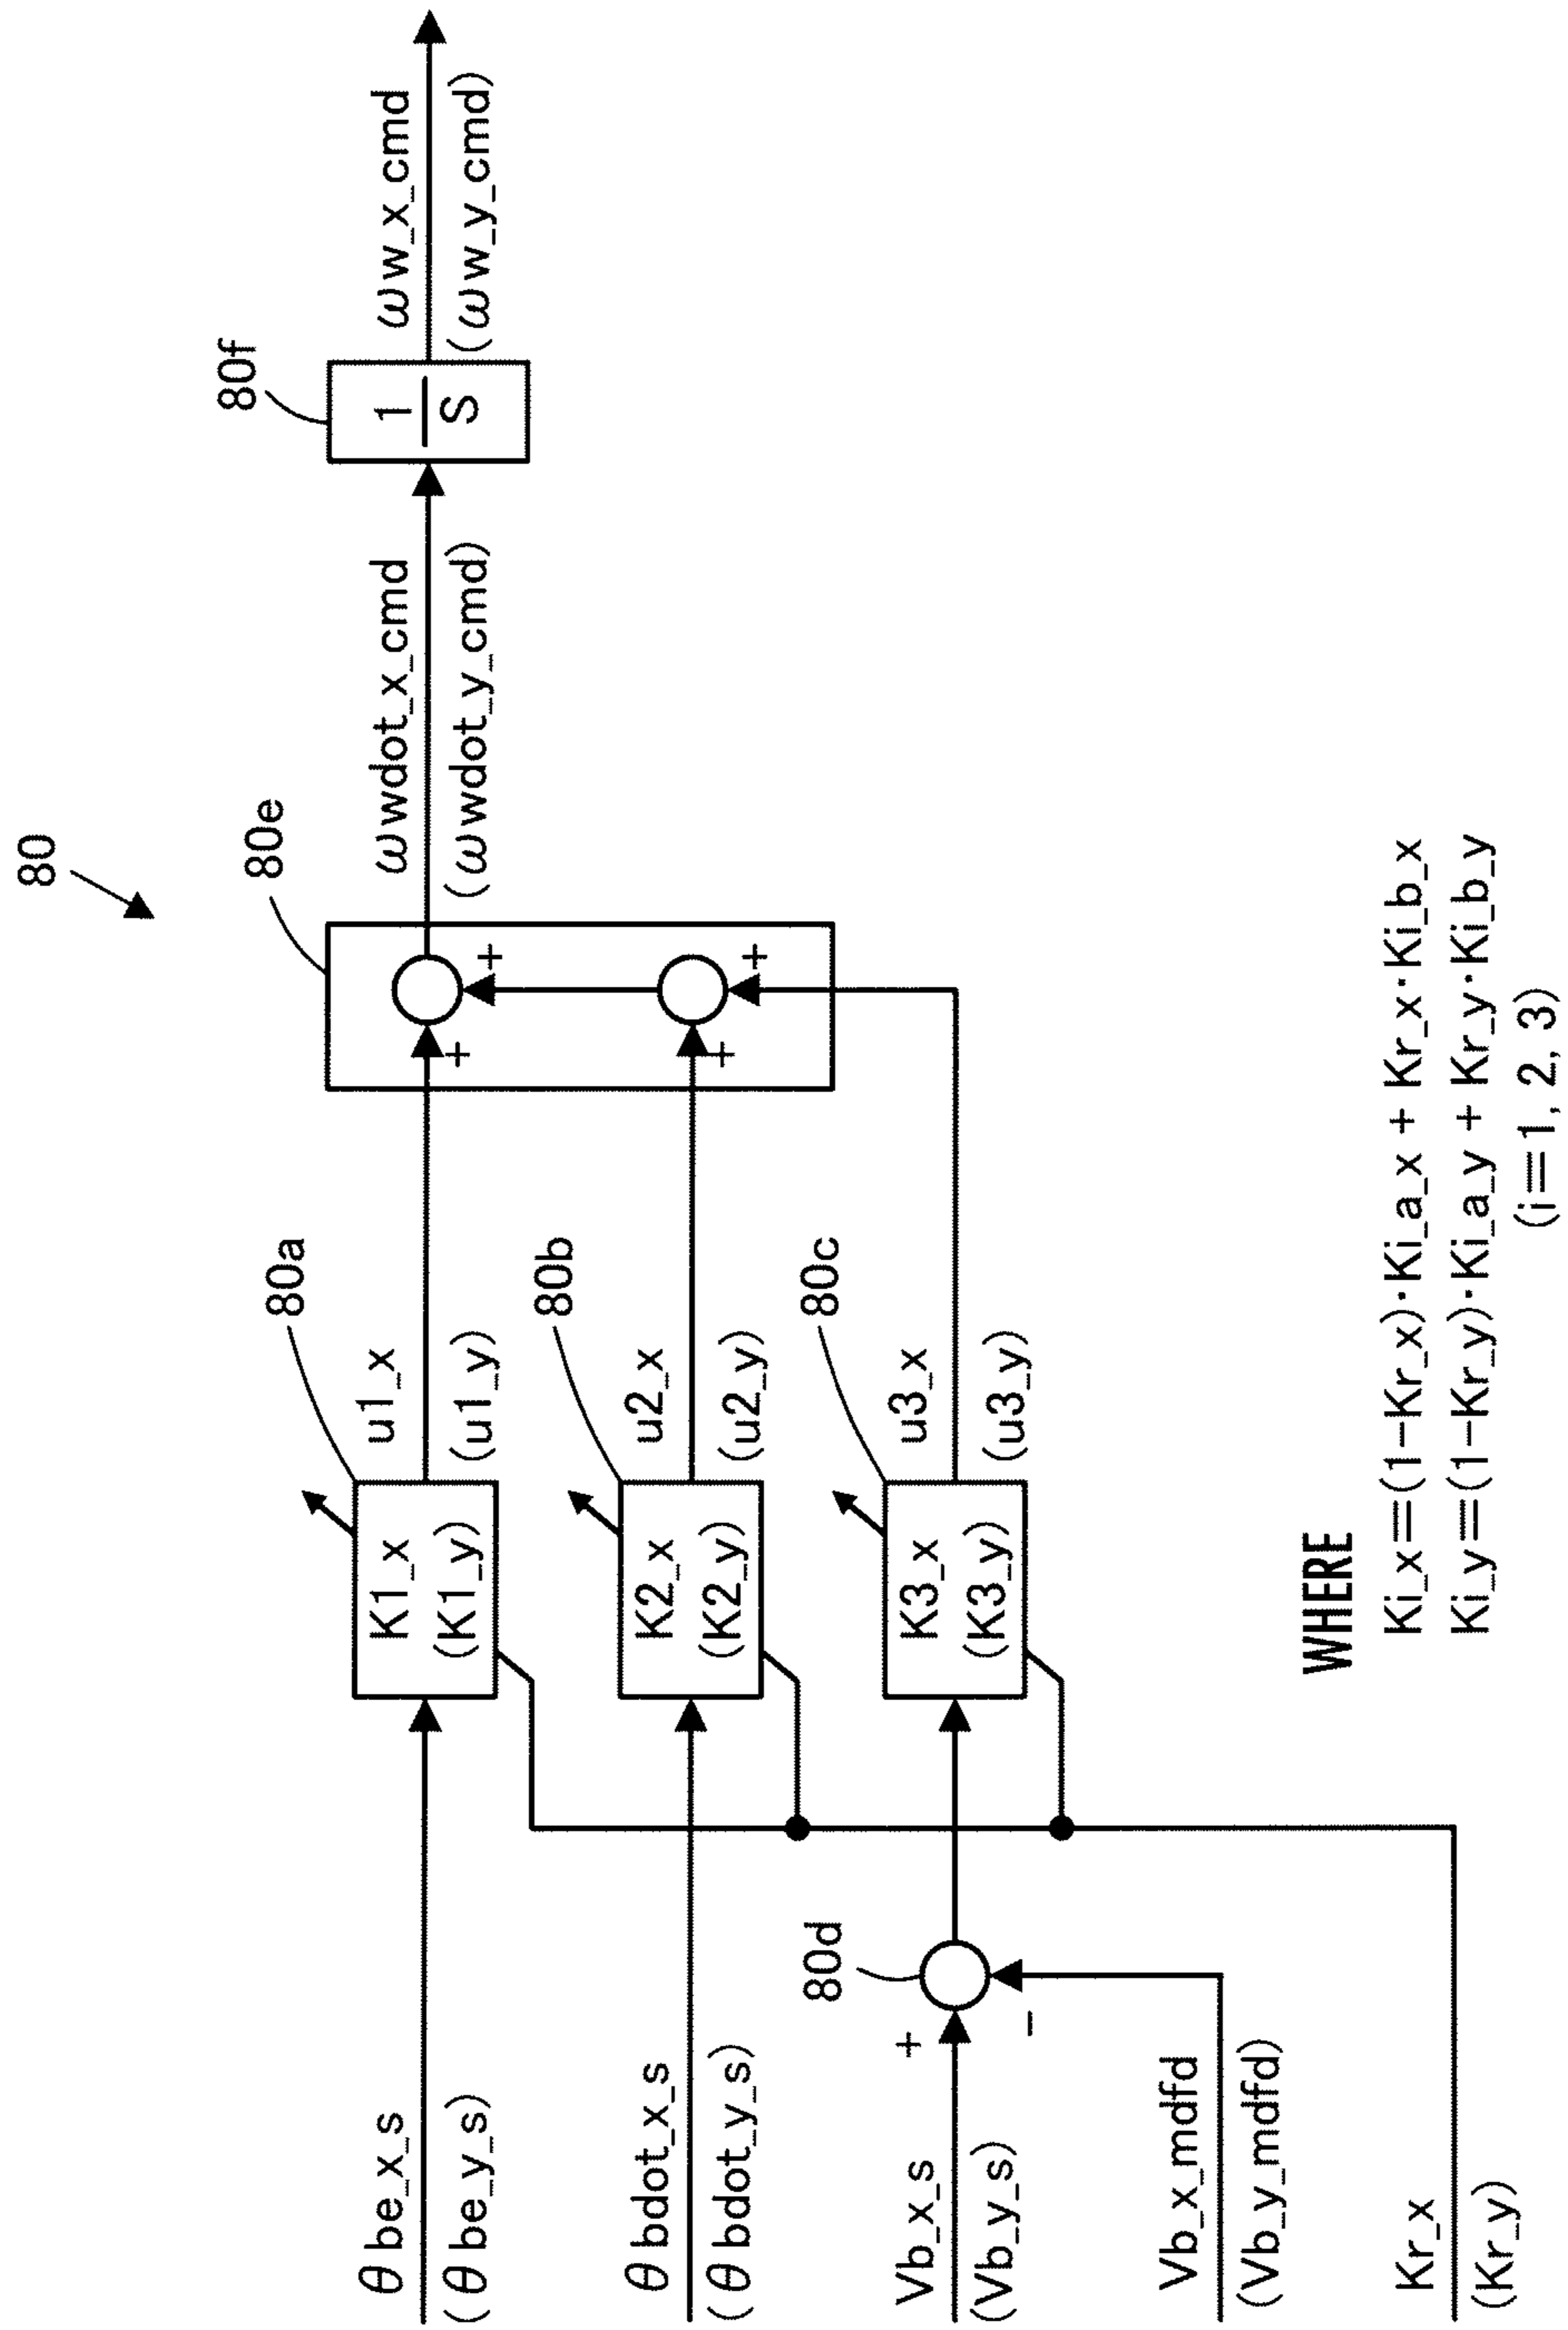 80
80a
80e
80f
θbe_x_s
(θbe_y_s)
K1_x
(K1_y)
u1_x
(u1_y)
+
+
ωwdot_x_cmd
(ωwdot_y_cmd)
1
S
ωw_x_cmd
(ωw_y_cmd)
80b
θbdot_x_s
(θbdot_y_s)
K2_x
(K2_y)
u2_x
(u2_y)
+
+
80d
80c
Vb_x_s
(Vb_y_s)
+
−
K3_x
(K3_y)
u3_x
(u3_y)
Vb_x_mdfd
(Vb_y_mdfd)
Kr_x
(Kr_y)
WHERE
Ki_x=(1-Kr_x)·Ki_a_x + Kr_x·Ki_b_x
Ki_y=(1-Kr_y)·Ki_a_y + Kr_y·Ki_b_y
(i=1, 2, 3)